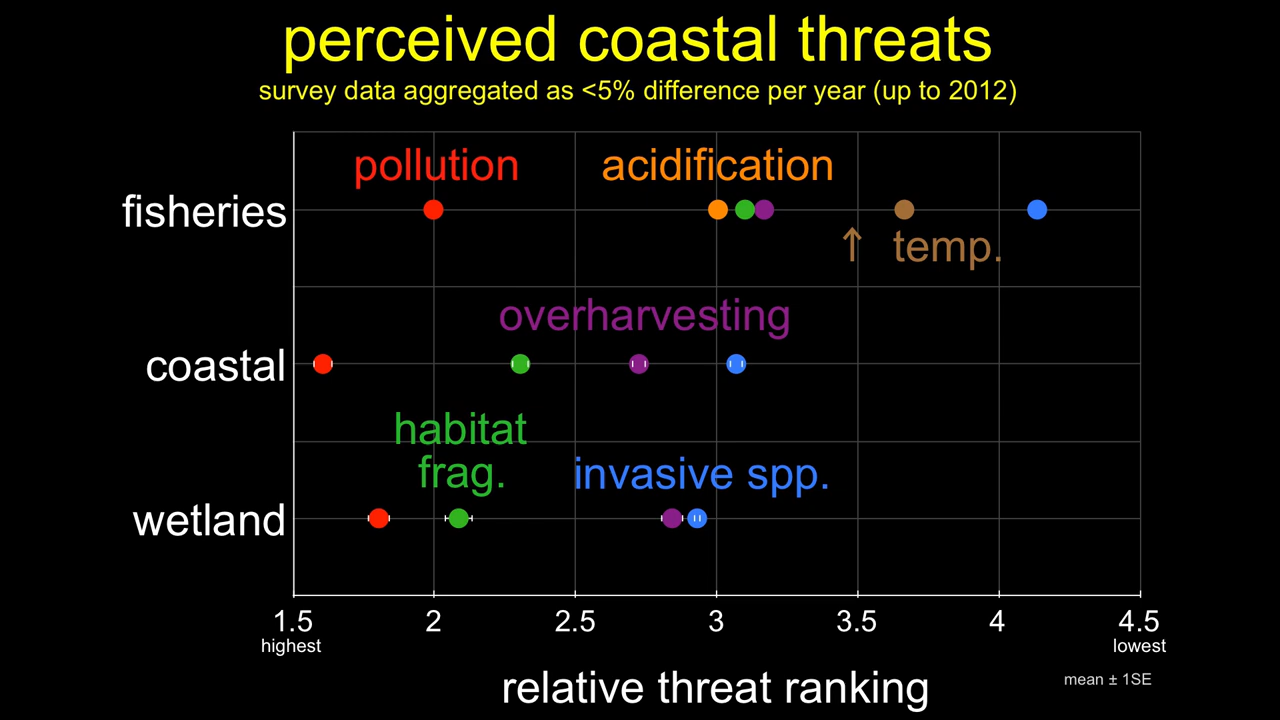 perceived coastal threats
survey data aggregated as <5% difference per year (up to 2012)
pollution
acidification
fisheries
↑ temp.
overharvesting
coastal
habitat
frag.
invasive spp.
wetland
1.5 2 2.5 3 3.5 4 4.5
highest lowest
relative threat ranking
mean ± 1SE